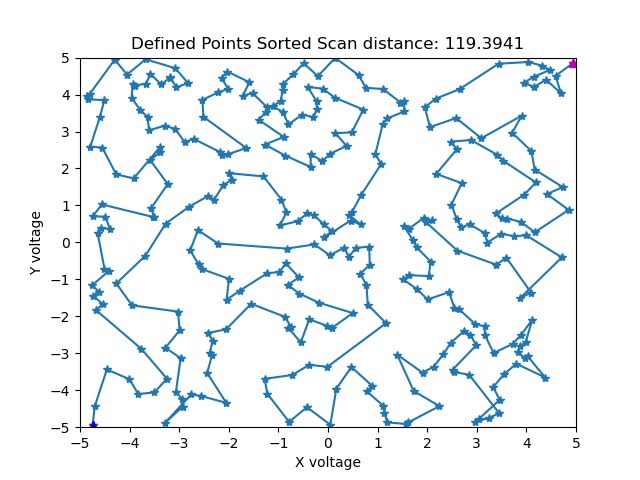 Defined Points Sorted Scan distance: 119.3941
5
4
3
2
1
0
−1
−2
−3
−4
−5
Y voltage
−5 −4 −3 −2 −1 0 1 2 3 4 5
X voltage